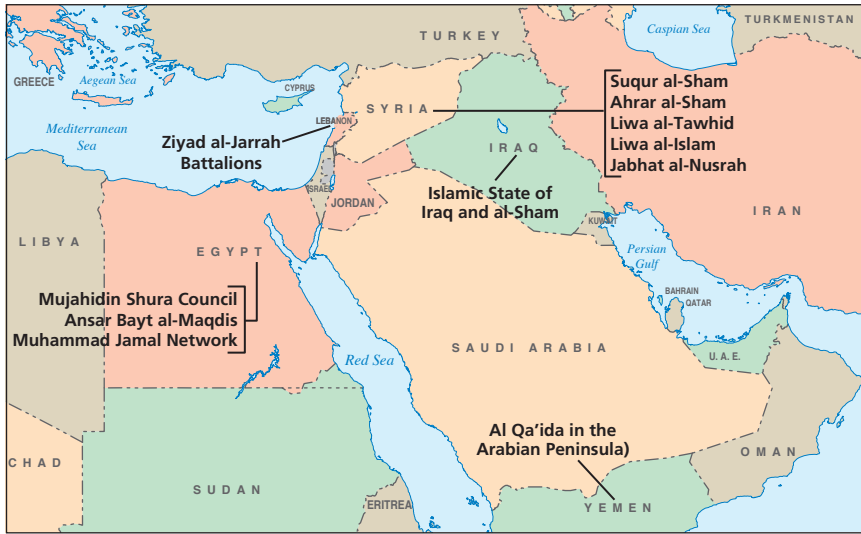 TURKEY
Caspian Sea
TURKMENISTAN
GREECE
Aegean Sea
CYPRUS
SYRIA
Suqur al-Sham
Ahrar al-Sham
Liwa al-Tawhid
Liwa al-Islam
Jabhat al-Nusrah
Mediterranean
Sea
LEBANON
Ziyad al-Jarrah
Battalions
IRAQ
ISRAEL
JORDAN
Islamic State of
Iraq and al-Sham
KUWAIT
IRAN
LIBYA
EGYPT
Persian
Gulf
Mujahidin Shura Council
Ansar Bayt al-Maqdis
Muhammad Jamal Network
BAHRAIN
QATAR
Red Sea
SAUDI ARABIA
U. A. E.
Al Qa’ida in the
Arabian Peninsula)
OMAN
CHAD
SUDAN
ERITREA
YEMEN